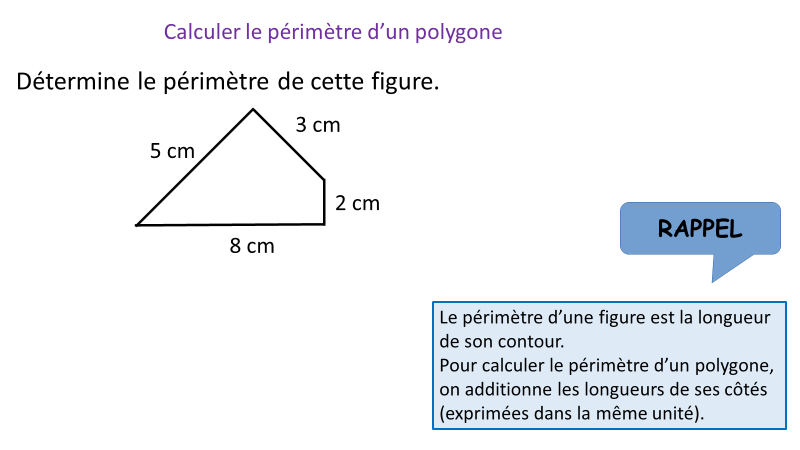 Calculer le périmètre d’un polygone
Détermine le périmètre de cette figure.
3 cm
5 cm
2 cm
8 cm
RAPPEL
Le périmètre d’une figure est la longueur
de son contour.
Pour calculer le périmètre d’un polygone,
on additionne les longueurs de ses côtés
(exprimées dans la même unité).